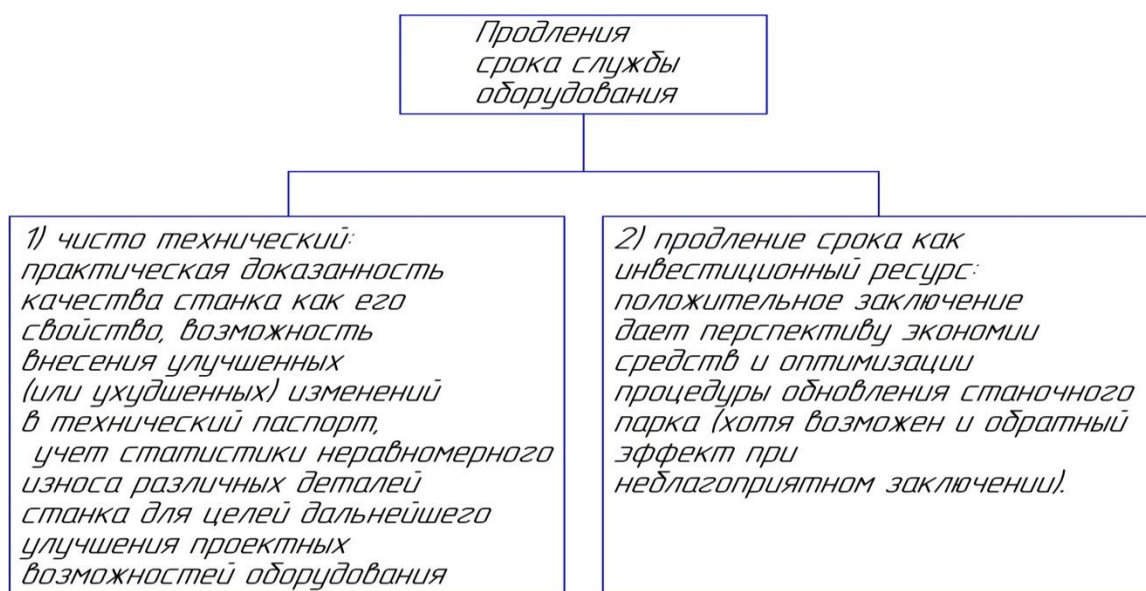 Продления
срока службы
оборудования
1) чисто технический:
практическая доказанность
качества станка как его
свойство, возможность
внесения улучшенных
(или ухудшенных) изменений
в технический паспорт,
учет статистики неравномерного
износа различных деталей
станка для целей дальнейшего
улучшения проектных
возможностей оборудования
2) продление срока как
инвестиционный ресурс:
положительное заключение
дает перспективу экономии
средств и оптимизации
процедуры обновления станочного
парка (хотя возможен и обратный
эффект при
неблагоприятном заключении).